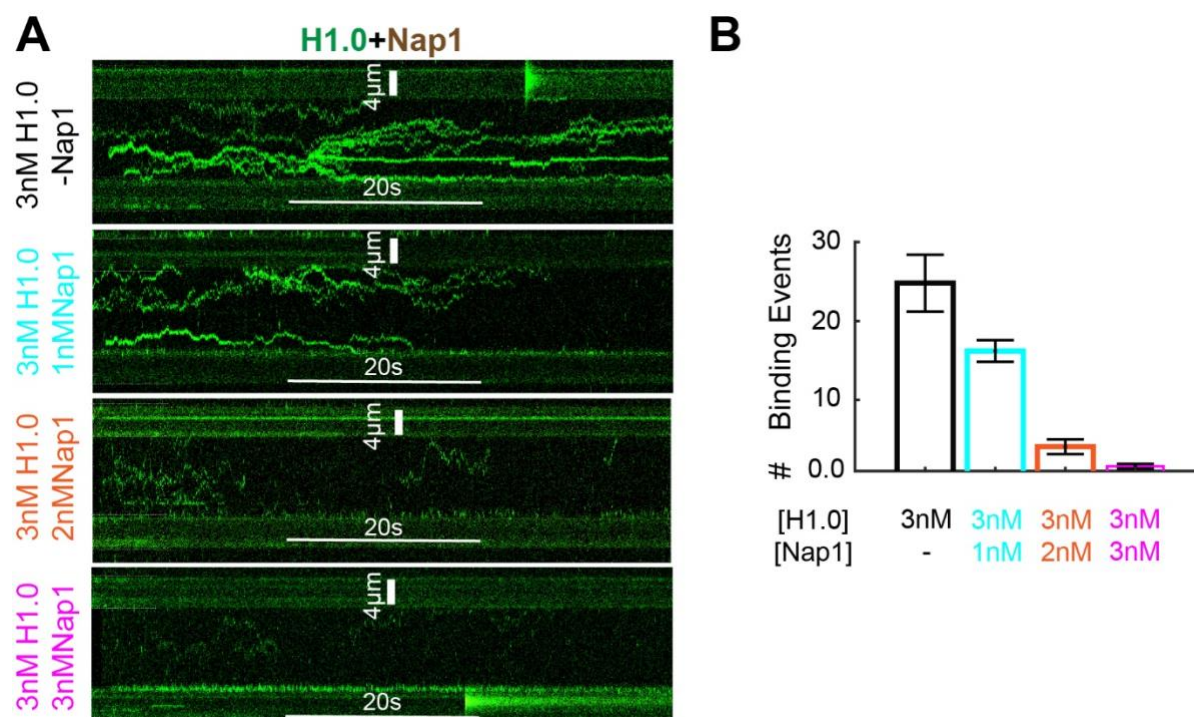 A
H1.0+Nap1
3nM H1.0
-Nap1
4µm
20s
3nM H1.0
1nMNap1
4µm
20s
3nM H1.0
2nMNap1
4µm
20s
3nM H1.0
3nMNap1
4µm
20s
B
# Binding Events
30
20
10
0.0
[H1.0] 3nM 3nM 3nM 3nM
[Nap1] - 1nM 2nM 3nM